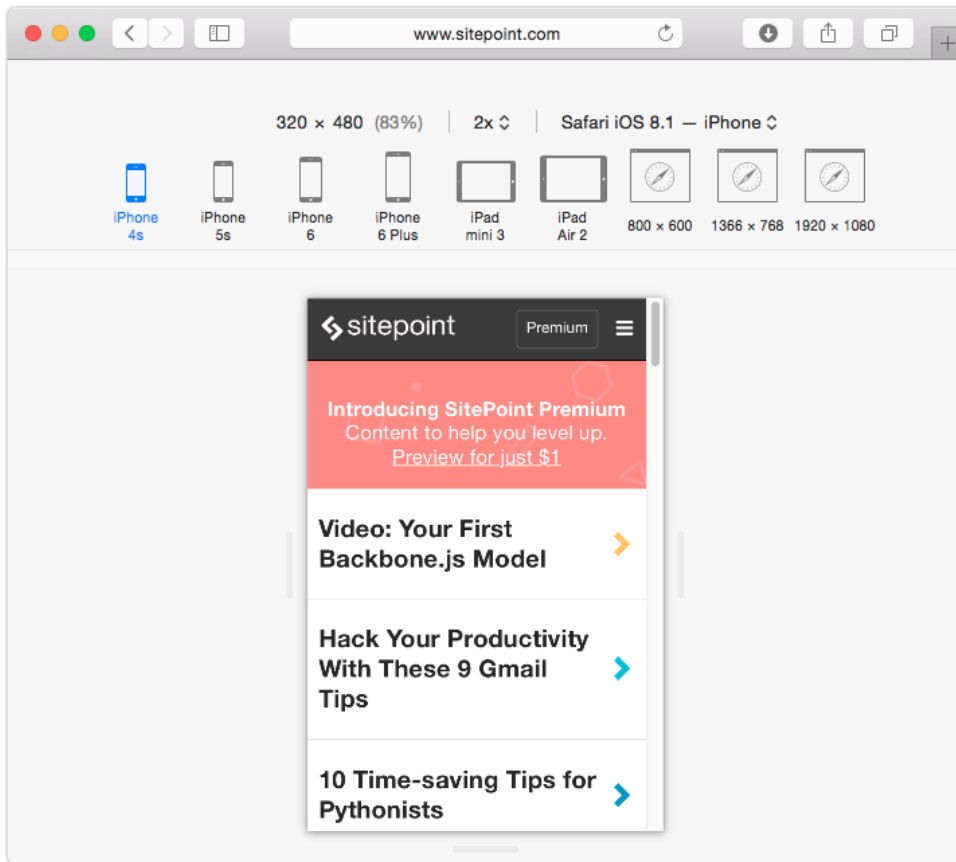 www.sitepoint.com
320 × 480 (83%) 2x Safari iOS 8.1 — iPhone
iPhone 4s
iPhone 5s
iPhone 6
iPhone 6 Plus
iPad mini 3
iPad Air 2
800 × 600
1366 × 768
1920 × 1080
sitepoint
Premium
Introducing SitePoint Premium
Content to help you level up.
Preview for just $1
Video: Your First
Backbone.js Model
Hack Your Productivity
With These 9 Gmail
Tips
10 Time-saving Tips for
Pythonists